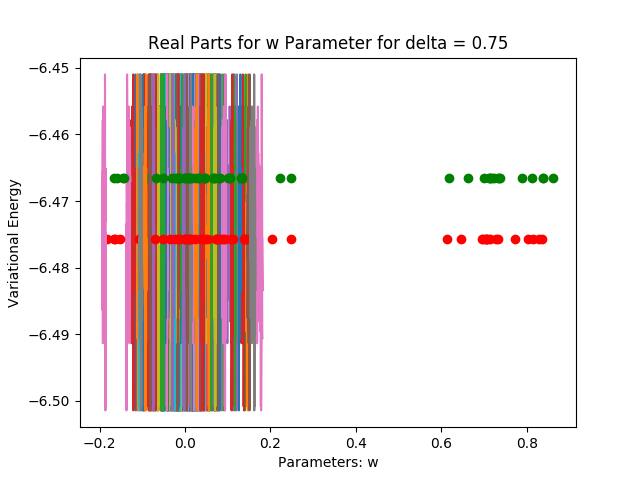 Real Parts for w Parameter for delta = 0.75
Variational Energy
−6.45
−6.46
−6.47
−6.48
−6.49
−6.50
−0.2 0.0 0.2 0.4 0.6 0.8
Parameters: w